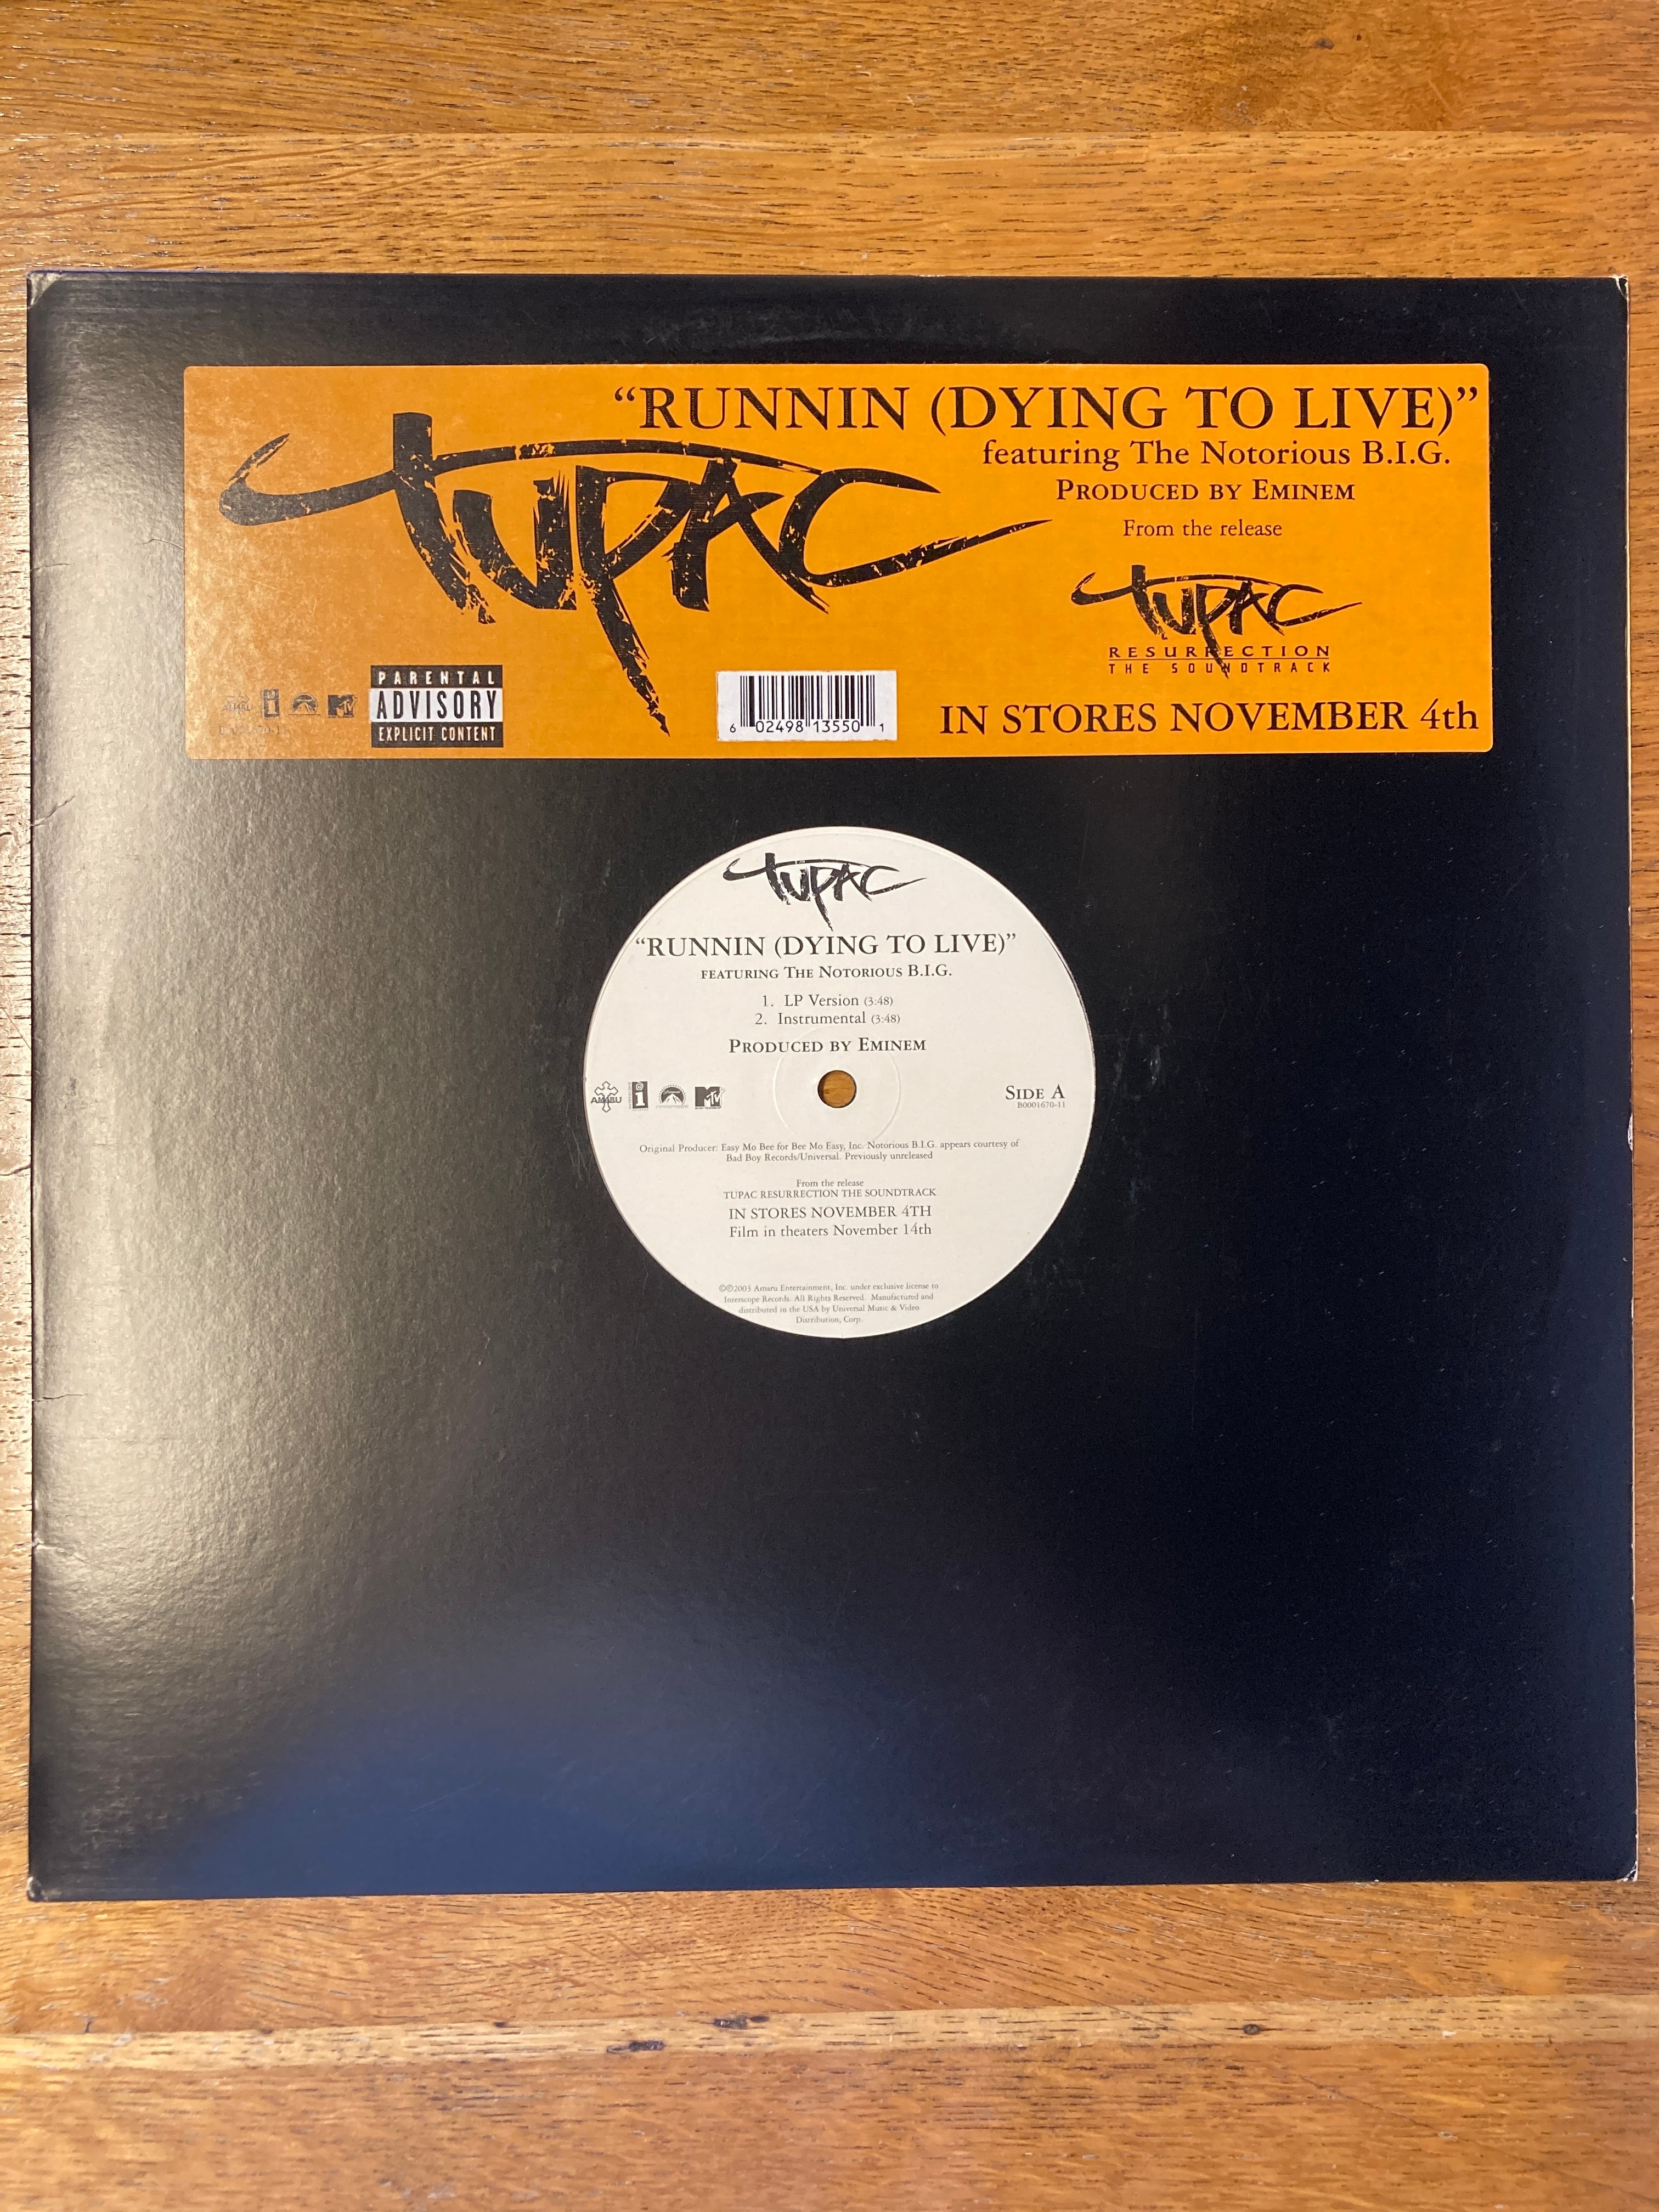 “RUNNIN (DYING TO LIVE)”
featuring The Notorious B.I.G.
PRODUCED BY EMINEM
From the release
TUPAC
TUPAC
RESURRECTION
THE SOUNDTRACK
IN STORES NOVEMBER 4th
MTV
PARENTAL
ADVISORY
EXPLICIT CONTENT
6 02498 13550 1
TUPAC
“RUNNIN (DYING TO LIVE)”
FEATURING THE NOTORIOUS B.I.G.
1. LP Version (3:48)
2. Instrumental (3:48)
PRODUCED BY EMINEM
AMARU
i
MTV
SIDE A
B0001670-11
Original Producer: Easy Mo Bee for Bee Mo Easy, Inc. Notorious B.I.G. appears courtesy of
Bad Boy Records/Universal. Previously unreleased
From the release
TUPAC RESURRECTION THE SOUNDTRACK
IN STORES NOVEMBER 4TH
Film in theaters November 14th
©℗2003 Amaru Entertainment, Inc. under exclusive license to
Interscope Records. All Rights Reserved. Manufactured and
distributed in the USA by Universal Music & Video
Distribution, Corp.